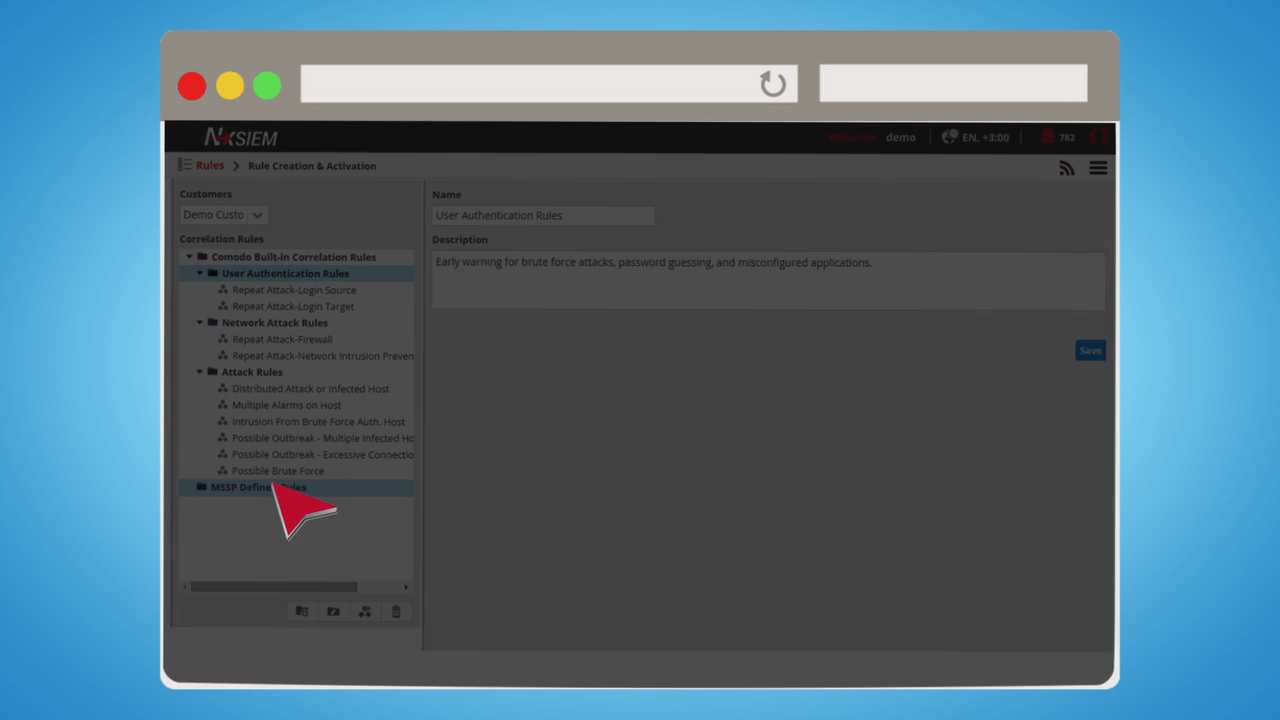 NxSIEM
Welcome, demo
EN, +3:00
782
Rules > Rule Creation & Activation
Customers
Demo Custo
Correlation Rules
Comodo Built-in Correlation Rules
User Authentication Rules
Repeat Attack-Login Source
Repeat Attack-Login Target
Network Attack Rules
Repeat Attack-Firewall
Repeat Attack-Network Intrusion Preven
Attack Rules
Distributed Attack or Infected Host
Multiple Alarms on Host
Intrusion From Brute Force Auth. Host
Possible Outbreak - Multiple Infected Ho
Possible Outbreak - Excessive Connectio
Possible Brute Force
MSSP Define Rules
Name
User Authentication Rules
Description
Early warning for brute force attacks, password guessing, and misconfigured applications.
Save